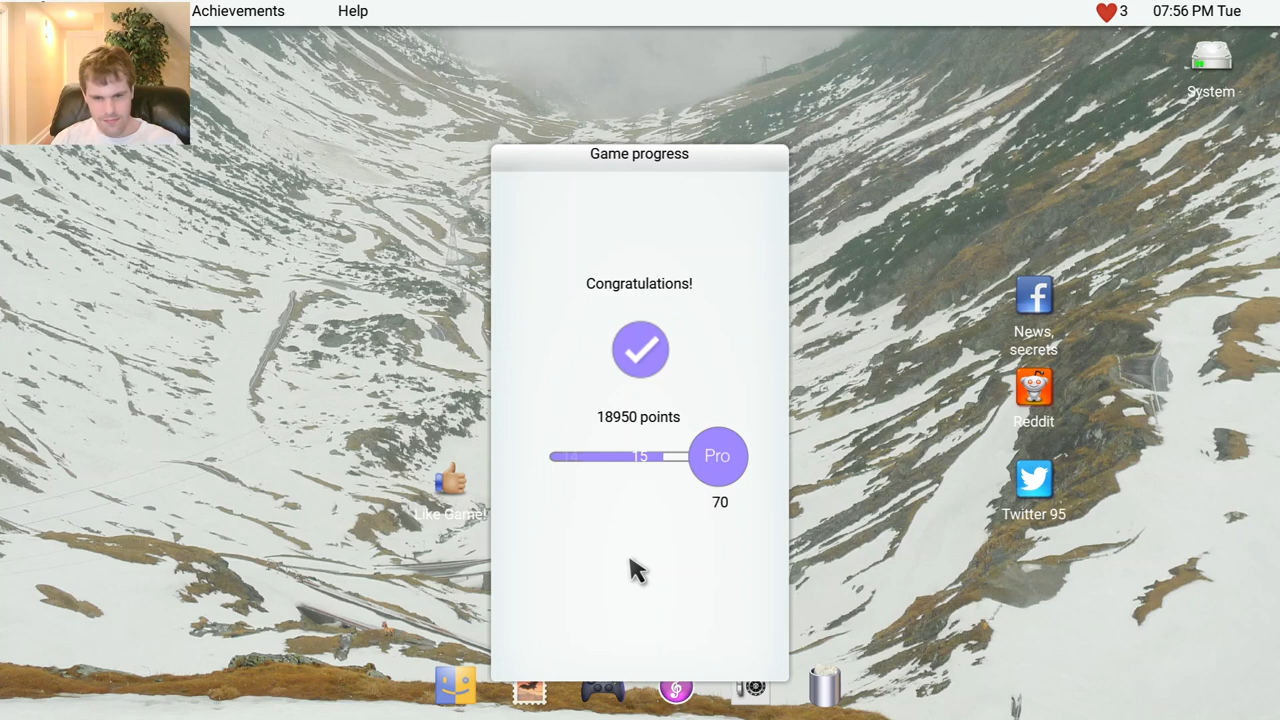 Achievements
Help
3
07:56 PM Tue
System
Game progress
Congratulations!
18950 points
14
15
Pro
70
News,
secrets
Reddit
Like Game!
Twitter 95